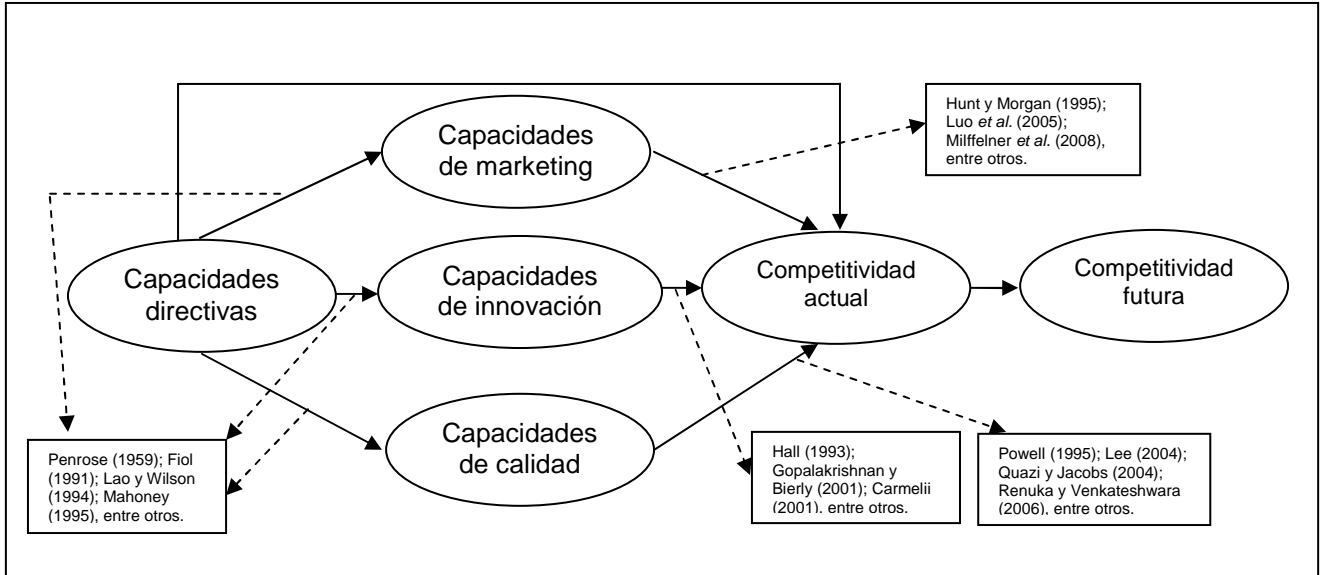 Capacidades
de marketing
Hunt y Morgan (1995);
Luo et al. (2005);
Milffelner et al. (2008),
entre otros.
Capacidades
directivas
Capacidades
de innovación
Competitividad
actual
Competitividad
futura
Capacidades
de calidad
Penrose (1959); Fiol
(1991); Lao y Wilson
(1994); Mahoney
(1995), entre otros.
Hall (1993);
Gopalakrishnan y
Bierly (2001); Carmelii
(2001), entre otros.
Powell (1995); Lee (2004);
Quazi y Jacobs (2004);
Renuka y Venkateshwara
(2006), entre otros.